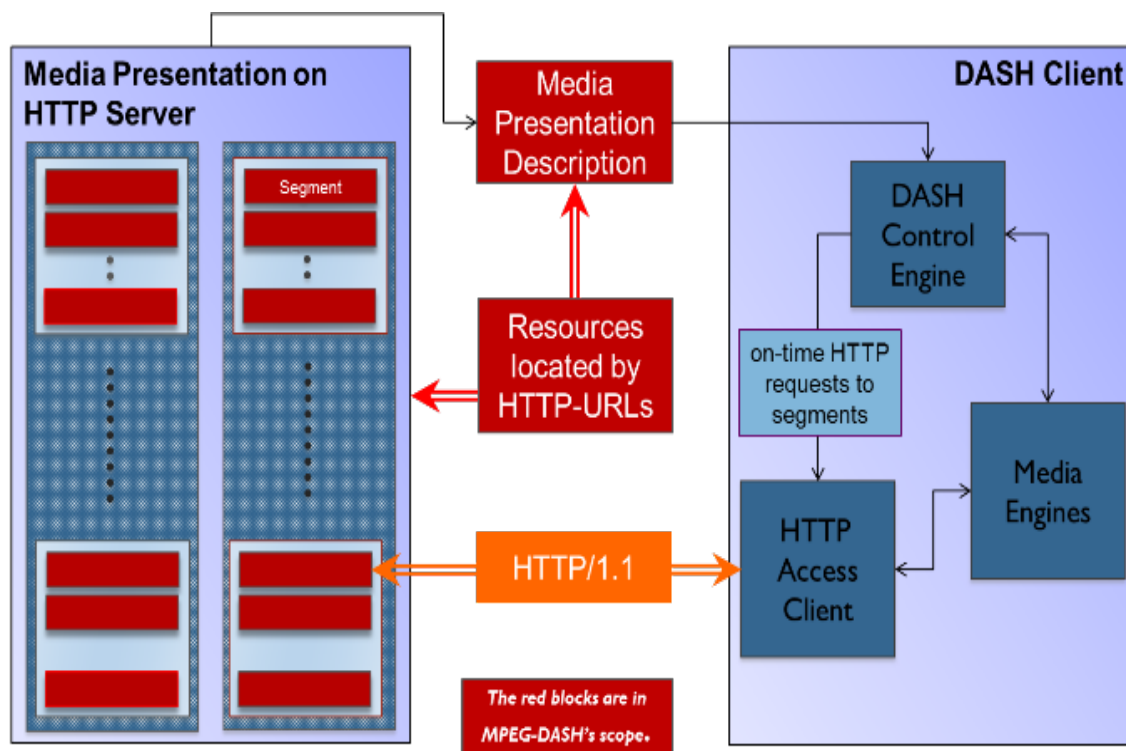 Media Presentation on
HTTP Server
Segment
Media
Presentation
Description
Resources
located by
HTTP-URLs
HTTP/1.1
The red blocks are in
MPEG-DASH's scope.
DASH Client
DASH
Control
Engine
on-time HTTP
requests to
segments
Media
Engines
HTTP
Access
Client